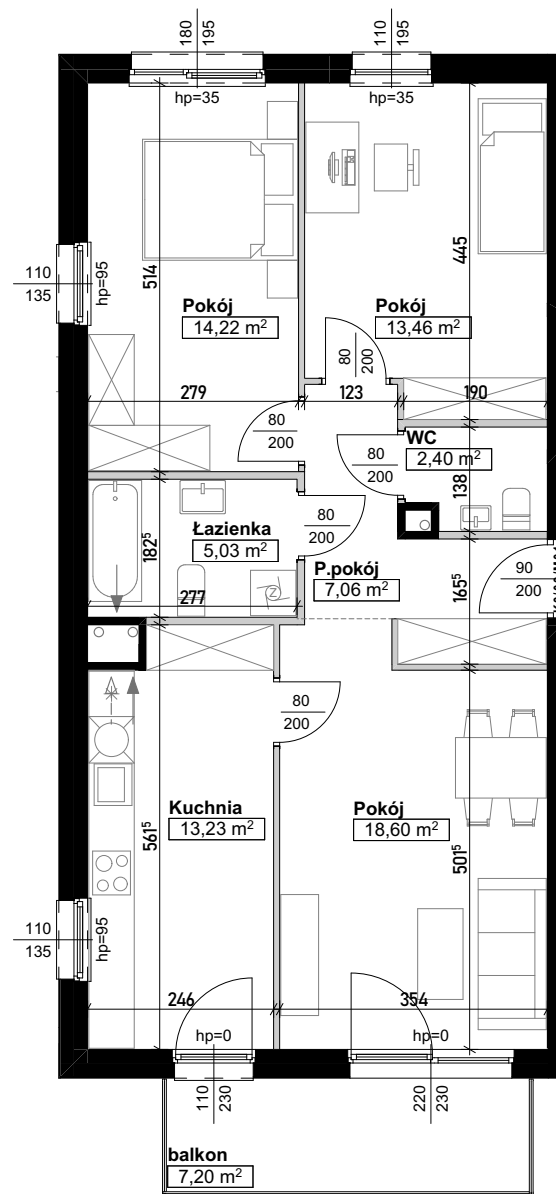 180
195
110
195
hp=35
hp=35
110
135
hp=95
514
445
Pokój
14,22 m²
Pokój
13,46 m²
80
200
279
123
190
80
200
80
200
WC
2,40 m²
138
Łazienka
5,03 m²
182⁵
277
Z
80
200
P.pokój
7,06 m²
165⁵
90
200
80
200
Kuchnia
13,23 m²
Pokój
18,60 m²
561⁵
501⁵
110
135
hp=95
246
354
hp=0
hp=0
110
230
220
230
balkon
7,20 m²